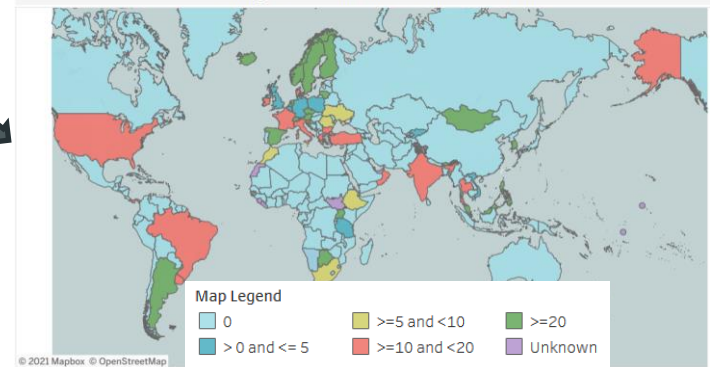 Map Legend
0
>=5 and <10
>=20
> 0 and <= 5
>=10 and <20
Unknown
© 2021 Mapbox © OpenStreetMap